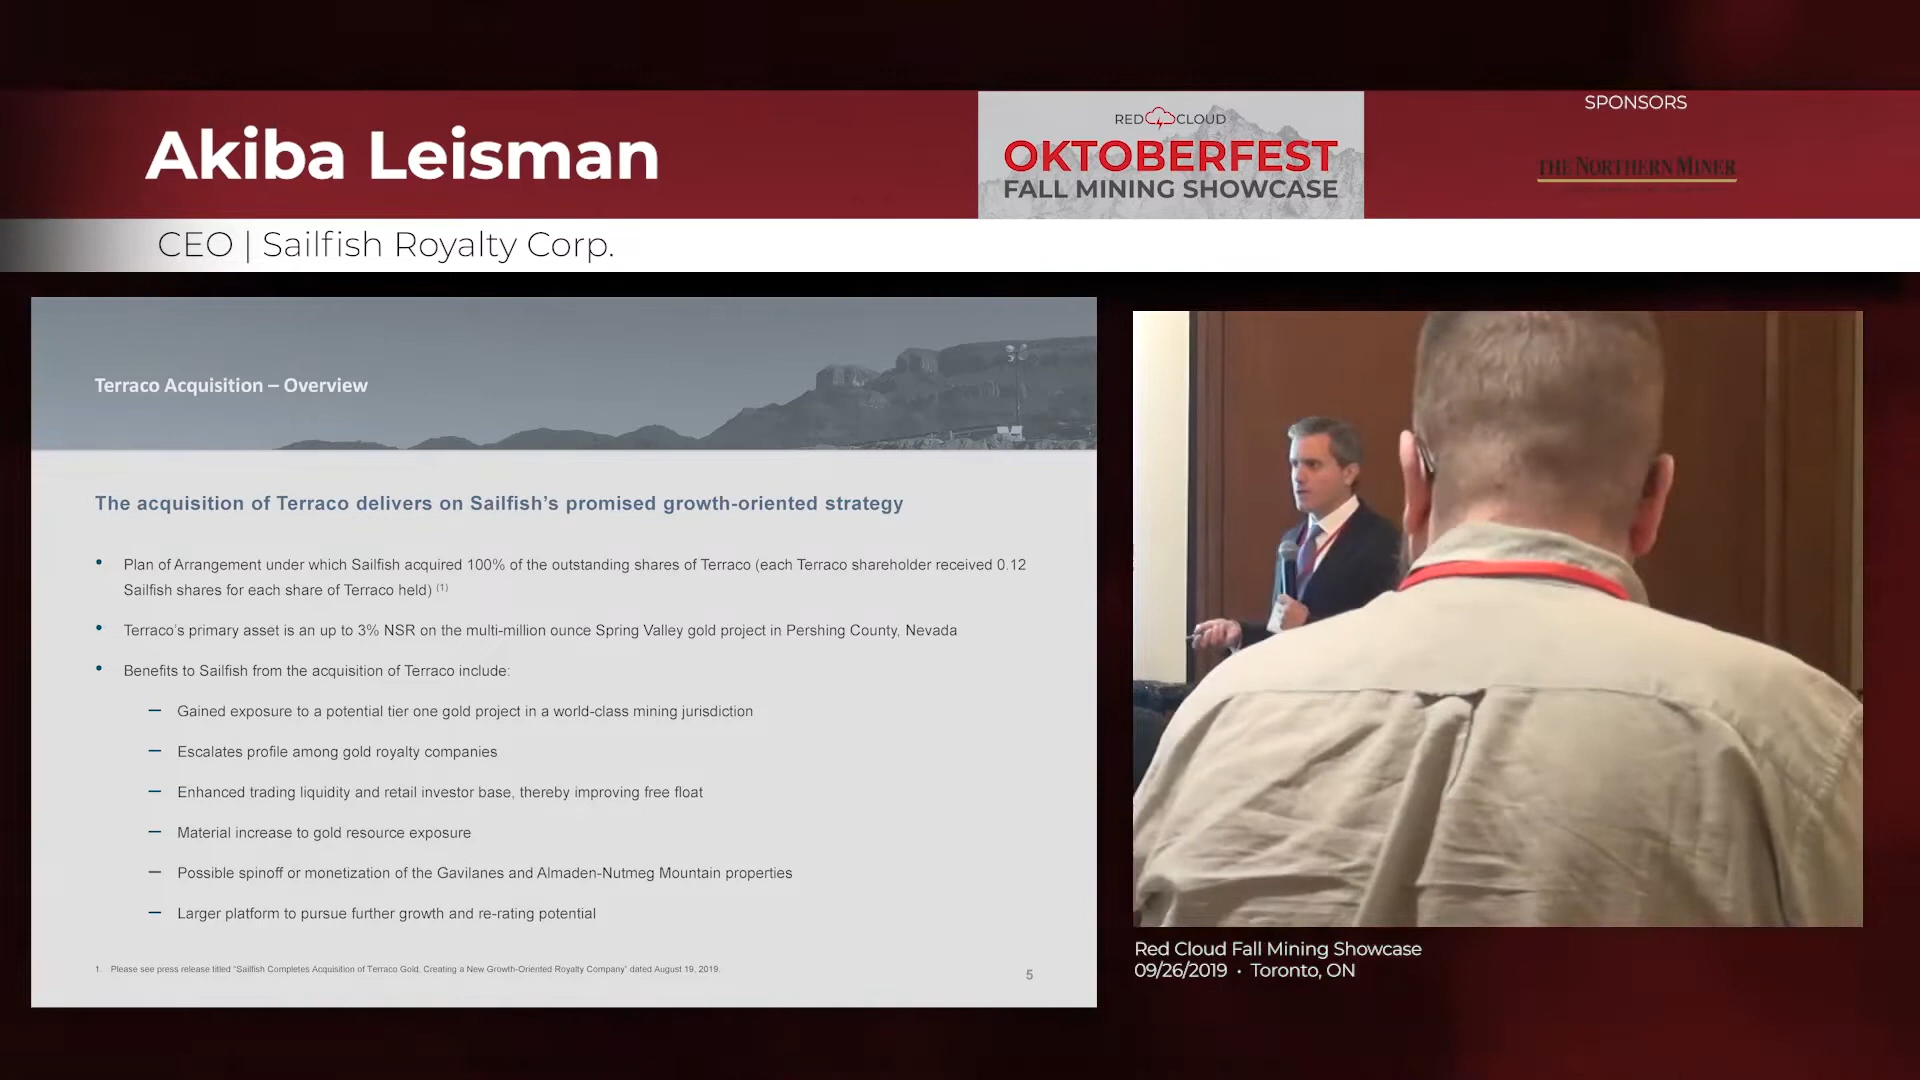 Akiba Leisman
CEO | Sailfish Royalty Corp.
RED CLOUD
OKTOBERFEST
FALL MINING SHOWCASE
SPONSORS
THE NORTHERN MINER
Terraco Acquisition – Overview
The acquisition of Terraco delivers on Sailfish’s promised growth-oriented strategy
• Plan of Arrangement under which Sailfish acquired 100% of the outstanding shares of Terraco (each Terraco shareholder received 0.12
Sailfish shares for each share of Terraco held) (1)
• Terraco’s primary asset is an up to 3% NSR on the multi-million ounce Spring Valley gold project in Pershing County, Nevada
• Benefits to Sailfish from the acquisition of Terraco include:
— Gained exposure to a potential tier one gold project in a world-class mining jurisdiction
— Escalates profile among gold royalty companies
— Enhanced trading liquidity and retail investor base, thereby improving free float
— Material increase to gold resource exposure
— Possible spinoff or monetization of the Gavilanes and Almaden-Nutmeg Mountain properties
— Larger platform to pursue further growth and re-rating potential
1. Please see press release titled “Sailfish Completes Acquisition of Terraco Gold, Creating a New Growth-Oriented Royalty Company” dated August 19, 2019.
5
Red Cloud Fall Mining Showcase
09/26/2019 • Toronto, ON